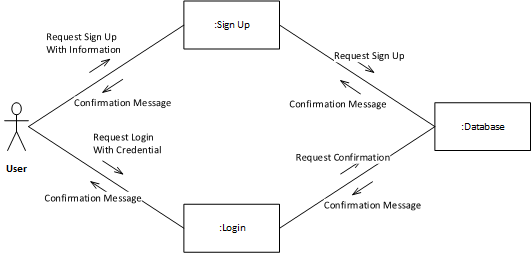 :Sign Up
Request Sign Up
With Information
Request Sign Up
Confirmation Message
Confirmation Message
:Database
Request Login
With Credential
Request Confirmation
User
Confirmation Message
Confirmation Message
:Login